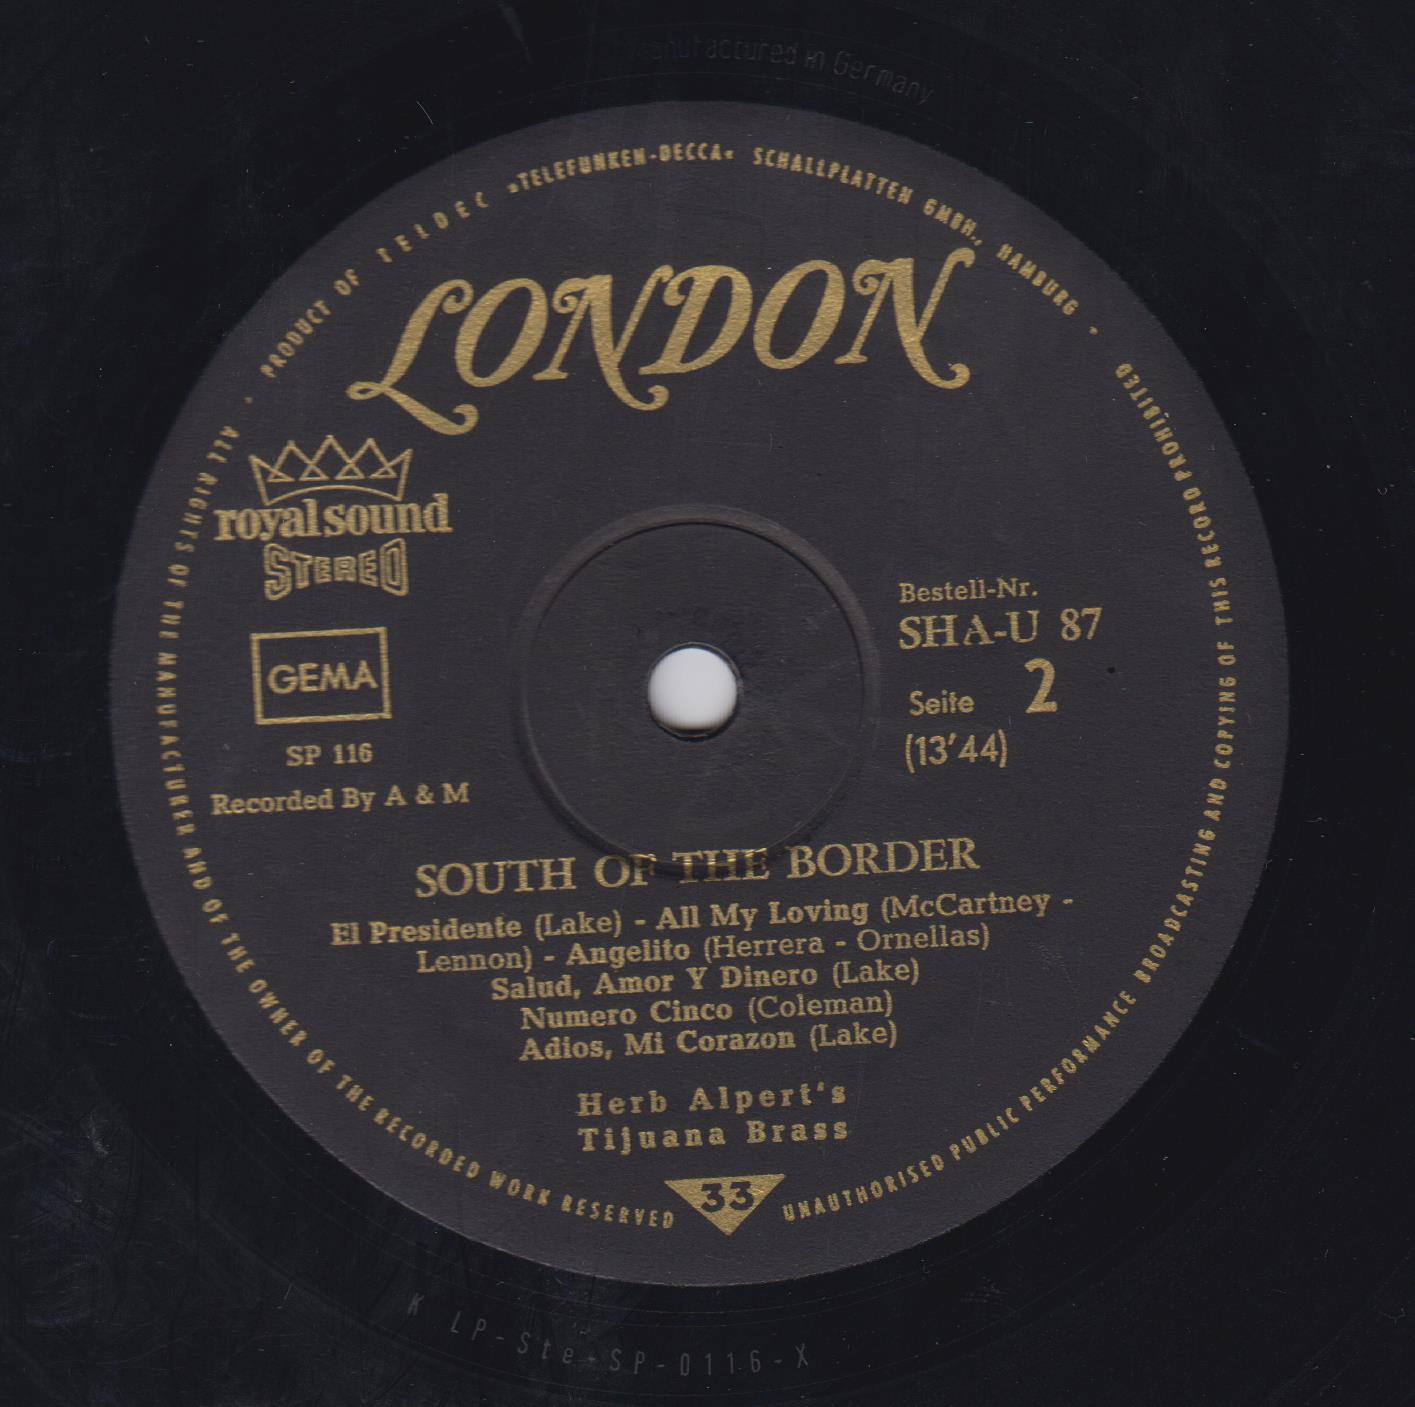 manufactured in Germany
PRODUCT OF TELDEC »TELEFUNKEN-DECCA« SCHALLPLATTEN GMBH., HAMBURG •
LONDON
royal sound
STEREO
GEMA
SP 116
Recorded By A & M
Bestell-Nr.
SHA-U 87
Seite 2
(13′44)
SOUTH OF THE BORDER
El Presidente (Lake) - All My Loving (McCartney -
Lennon) - Angelito (Herrera - Ornellas)
Salud, Amor Y Dinero (Lake)
Numero Cinco (Coleman)
Adios, Mi Corazon (Lake)
Herb Alpert‘s
Tijuana Brass
33
• ALL RIGHTS OF THE MANUFACTURER AND OF THE OWNER OF THE RECORDED WORK RESERVED
UNAUTHORISED PUBLIC PERFORMANCE BROADCASTING AND COPYING OF THIS RECORD PROHIBITED
K LP-Ste-SP-0116-X